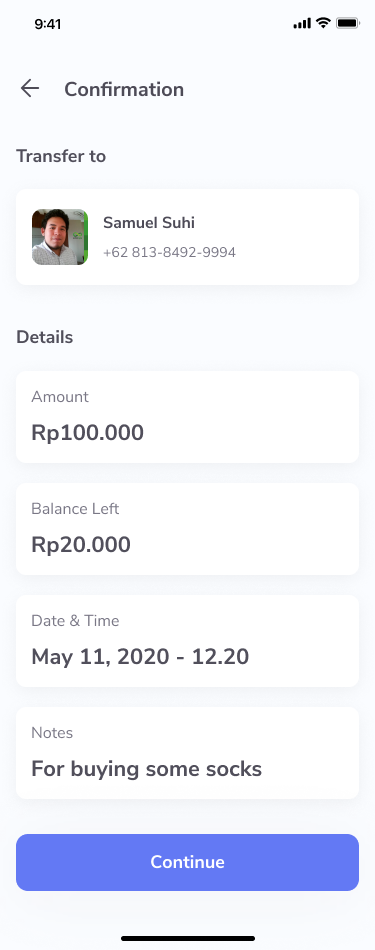 9:41
Confirmation
Transfer to
Samuel Suhi
+62 813-8492-9994
Details
Amount
Rp100.000
Balance Left
Rp20.000
Date & Time
May 11, 2020 - 12.20
Notes
For buying some socks
Continue